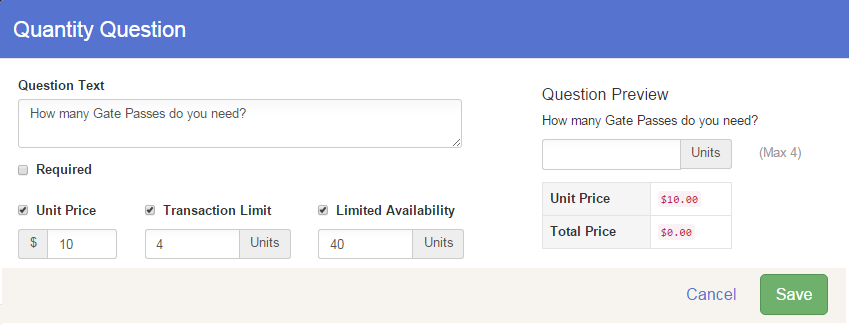 Quantity Question
Question Text
How many Gate Passes do you need?
Required
Unit Price
Transaction Limit
Limited Availability
$ 10
4 Units
40 Units
Question Preview
How many Gate Passes do you need?
Units (Max 4)
Unit Price $10.00
Total Price $0.00
Cancel Save